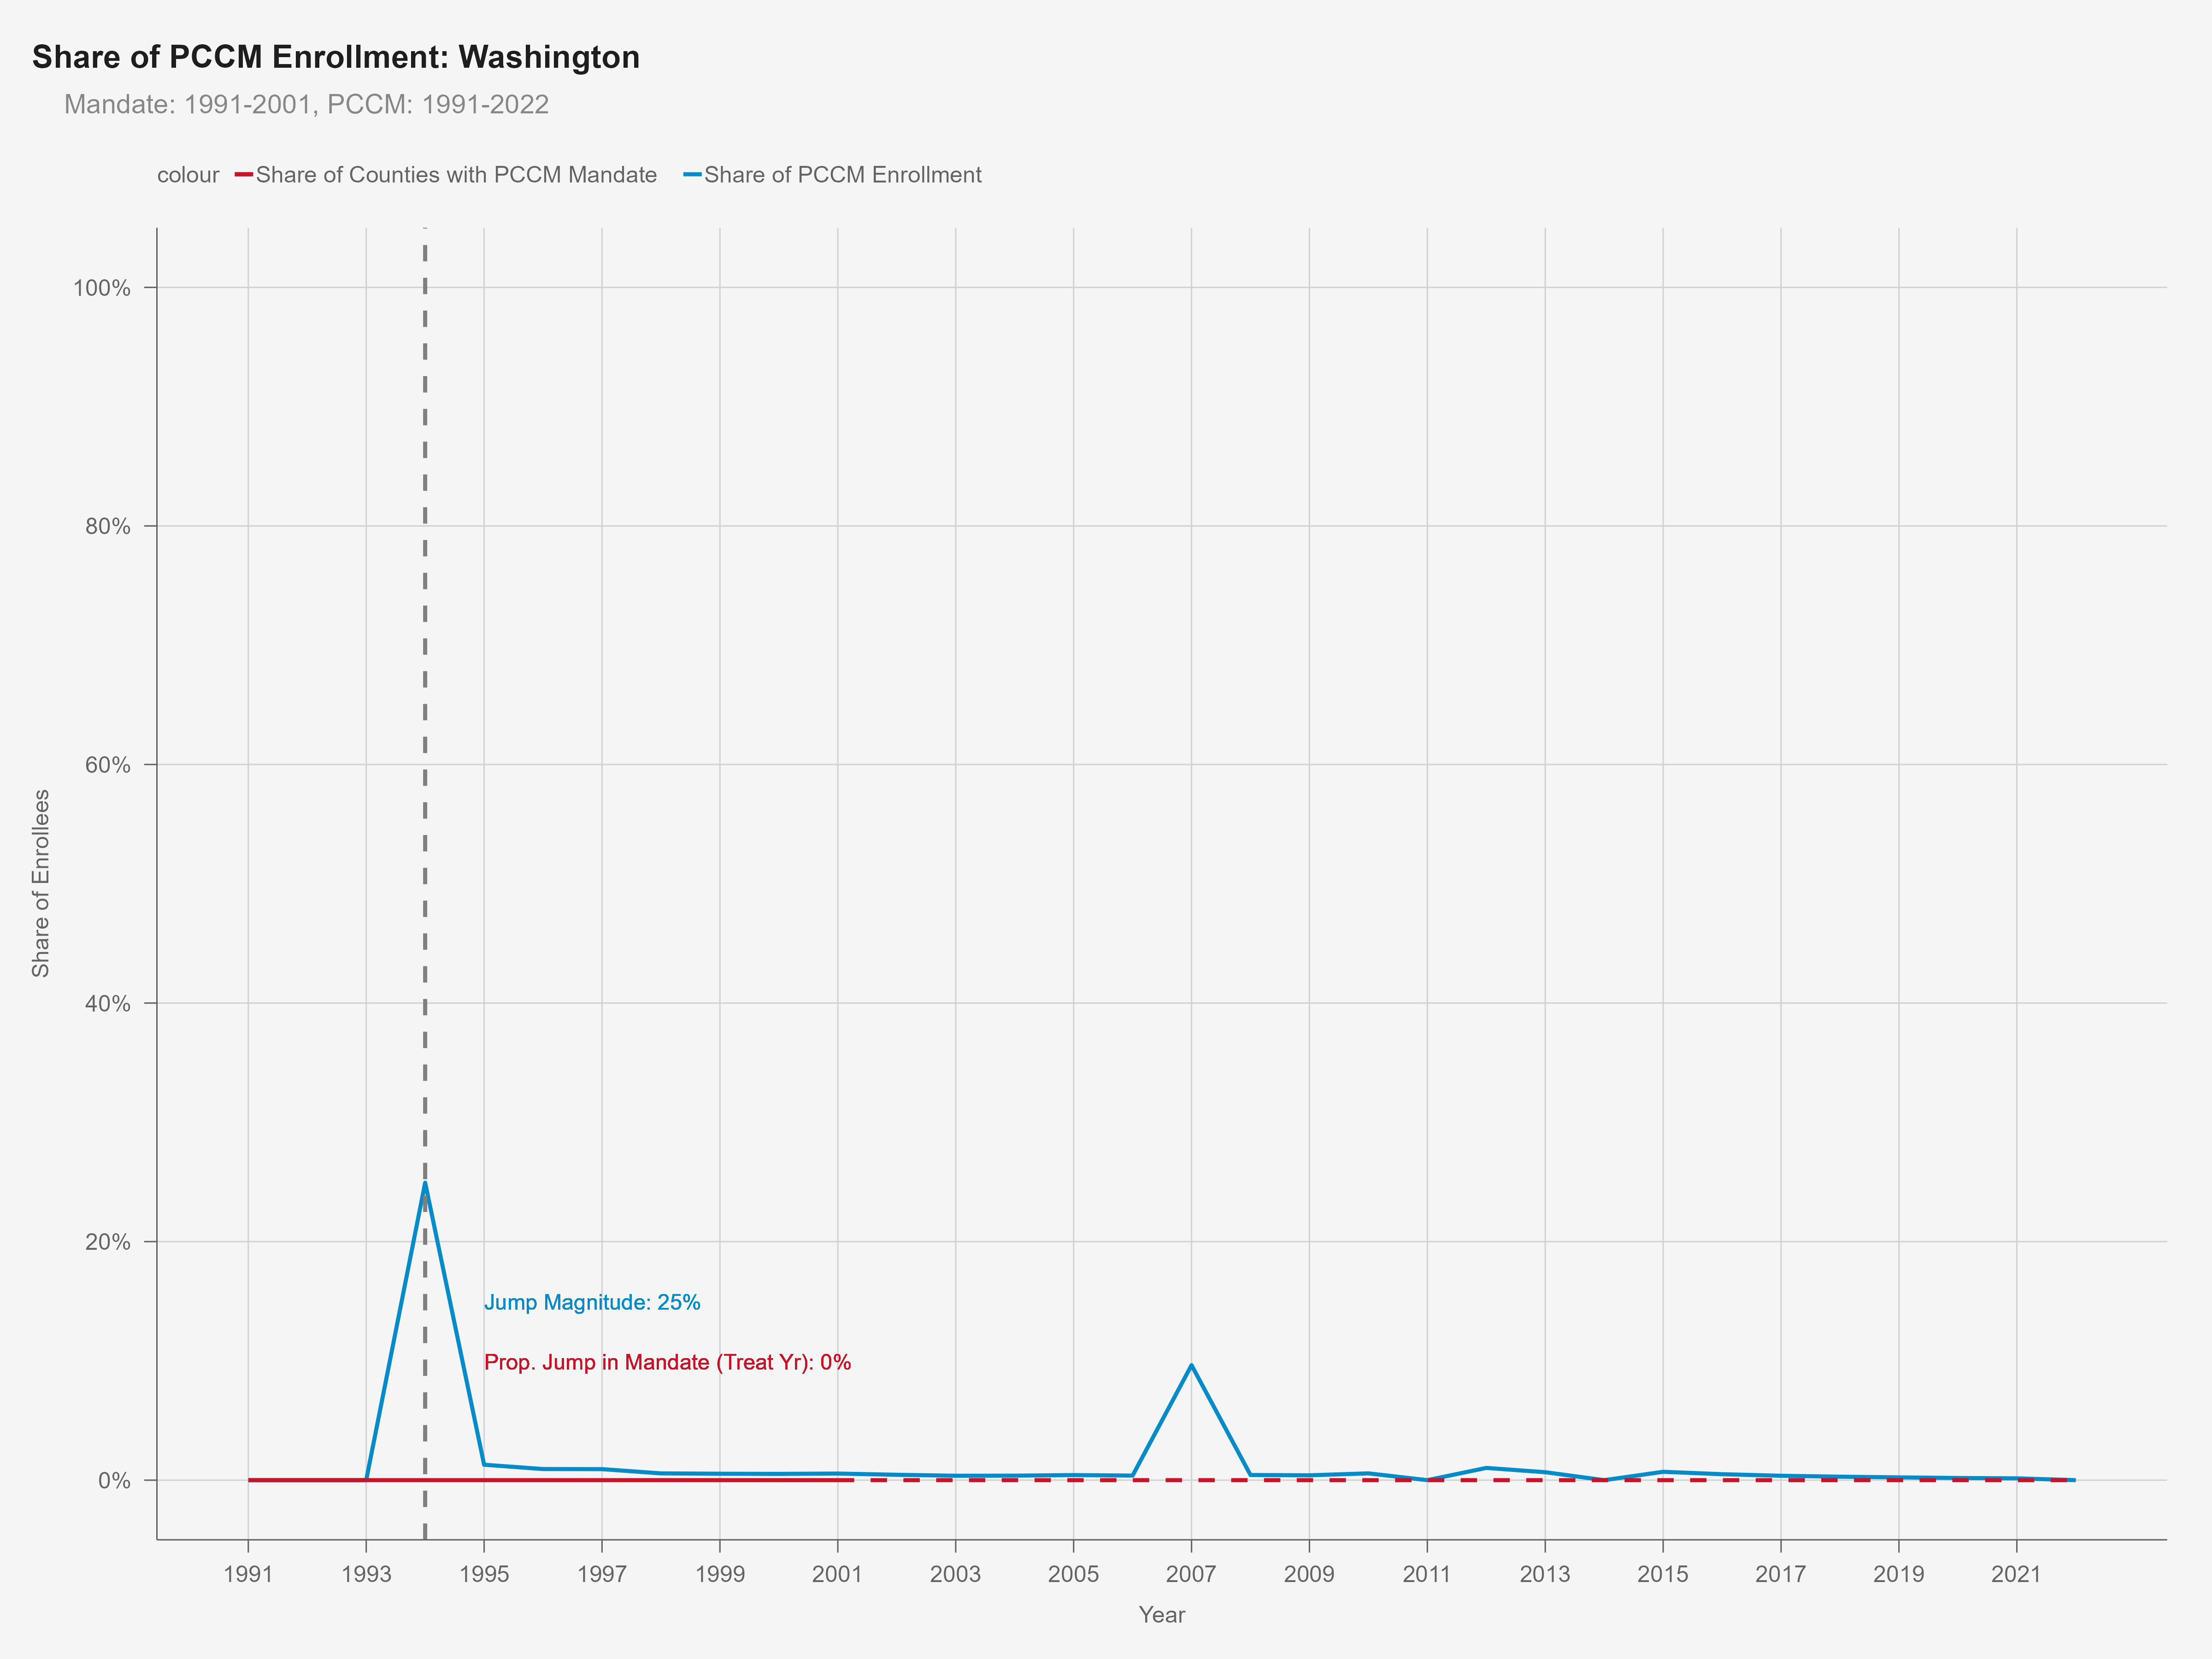 Share of PCCM Enrollment: Washington
Mandate: 1991-2001, PCCM: 1991-2022
colour Share of Counties with PCCM Mandate Share of PCCM Enrollment
100%
80%
60%
40%
20%
0%
Share of Enrollees
Jump Magnitude: 25%
Prop. Jump in Mandate (Treat Yr): 0%
1991 1993 1995 1997 1999 2001 2003 2005 2007 2009 2011 2013 2015 2017 2019 2021
Year